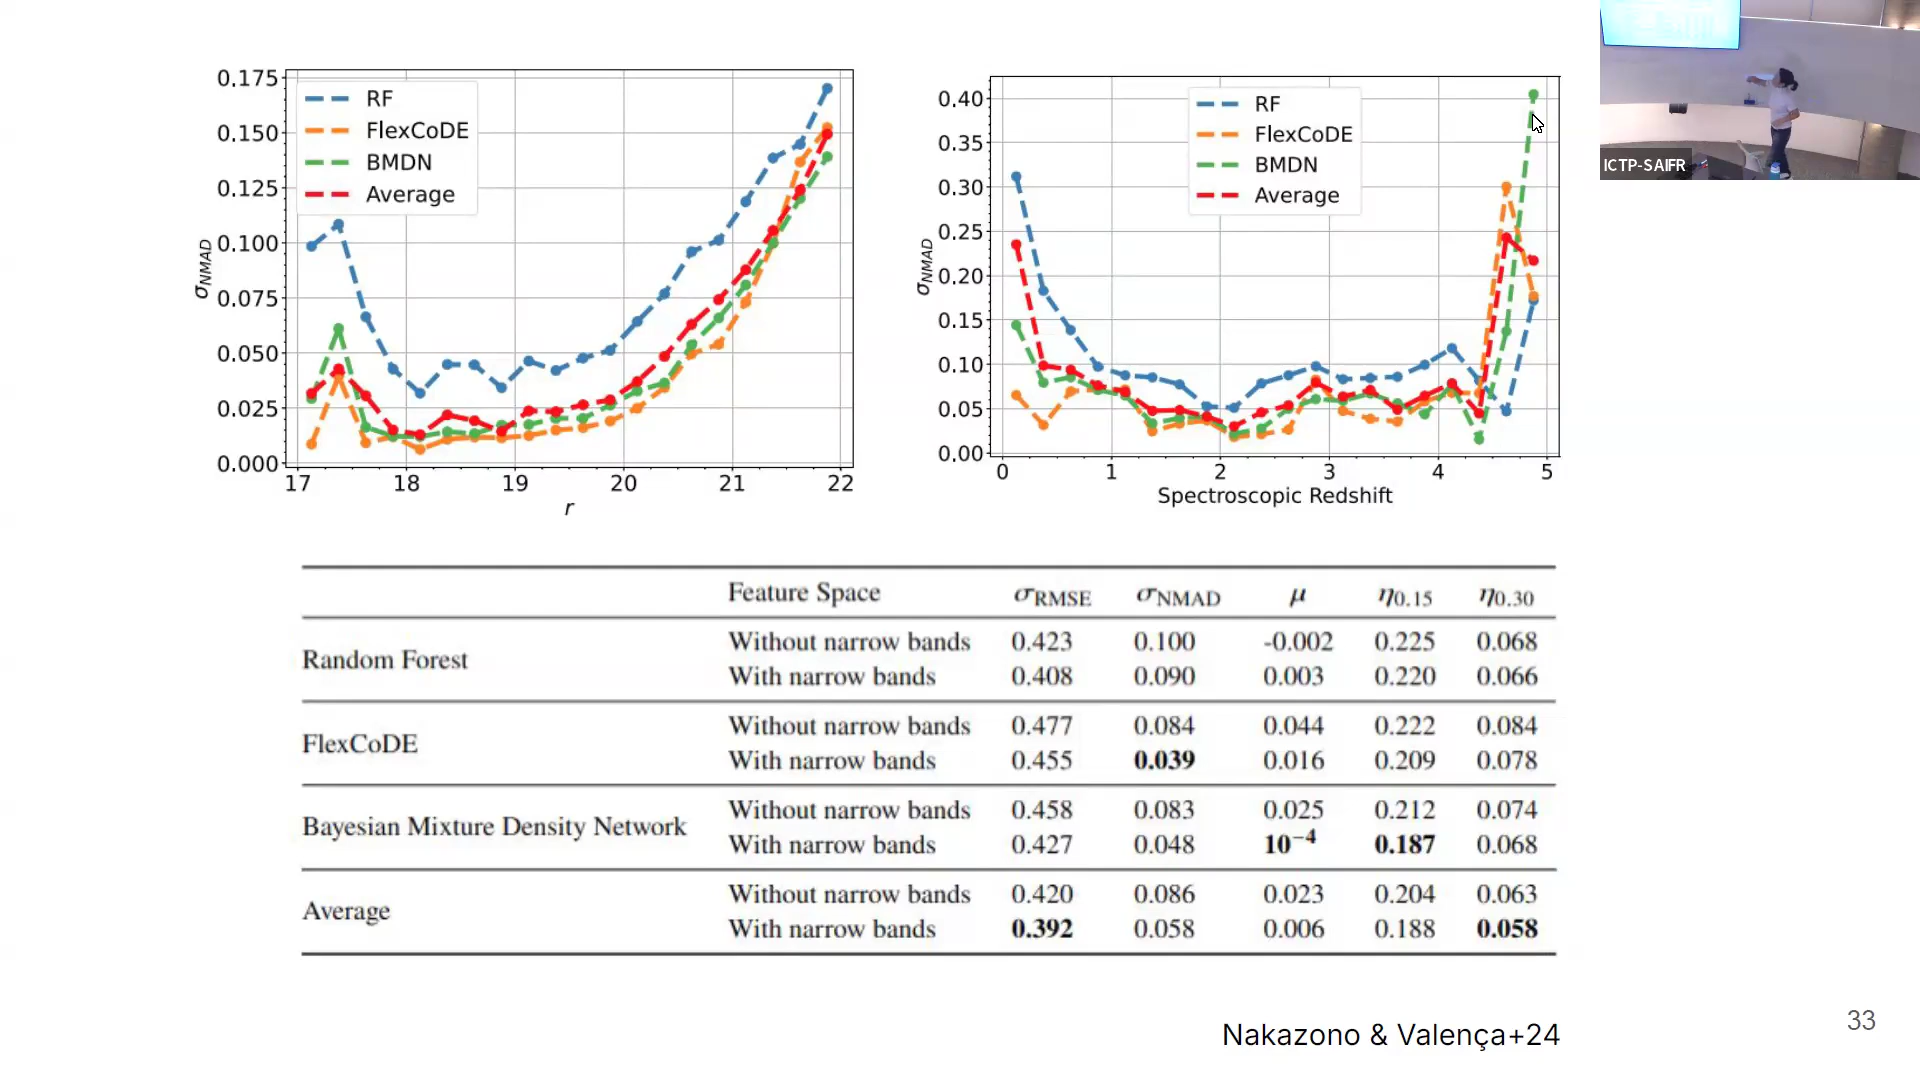 0.175
0.150
0.125
0.100
0.075
0.050
0.025
0.000
σNMAD
RF
FlexCoDE
BMDN
Average
17 18 19 20 21 22
r
0.40
0.35
0.30
0.25
0.20
0.15
0.10
0.05
0.00
σNMAD
RF
FlexCoDE
BMDN
Average
0 1 2 3 4 5
Spectroscopic Redshift
ICTP-SAIFR
Feature Space σRMSE σNMAD μ η0.15 η0.30
Random Forest
Without narrow bands 0.423 0.100 -0.002 0.225 0.068
With narrow bands 0.408 0.090 0.003 0.220 0.066
FlexCoDE
Without narrow bands 0.477 0.084 0.044 0.222 0.084
With narrow bands 0.455 0.039 0.016 0.209 0.078
Bayesian Mixture Density Network
Without narrow bands 0.458 0.083 0.025 0.212 0.074
With narrow bands 0.427 0.048 10⁻⁴ 0.187 0.068
Average
Without narrow bands 0.420 0.086 0.023 0.204 0.063
With narrow bands 0.392 0.058 0.006 0.188 0.058
Nakazono & Valença+24
33